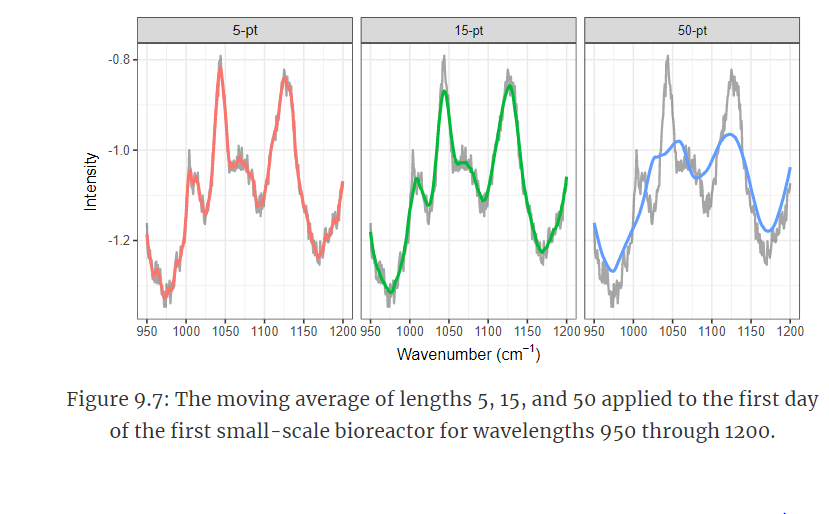 5-pt 15-pt 50-pt
-0.8
-1.0
-1.2
Intensity
950 1000 1050 1100 1150 1200 950 1000 1050 1100 1150 1200 950 1000 1050 1100 1150 1200
Wavenumber (cm⁻¹)
Figure 9.7: The moving average of lengths 5, 15, and 50 applied to the first day
of the first small-scale bioreactor for wavelengths 950 through 1200.